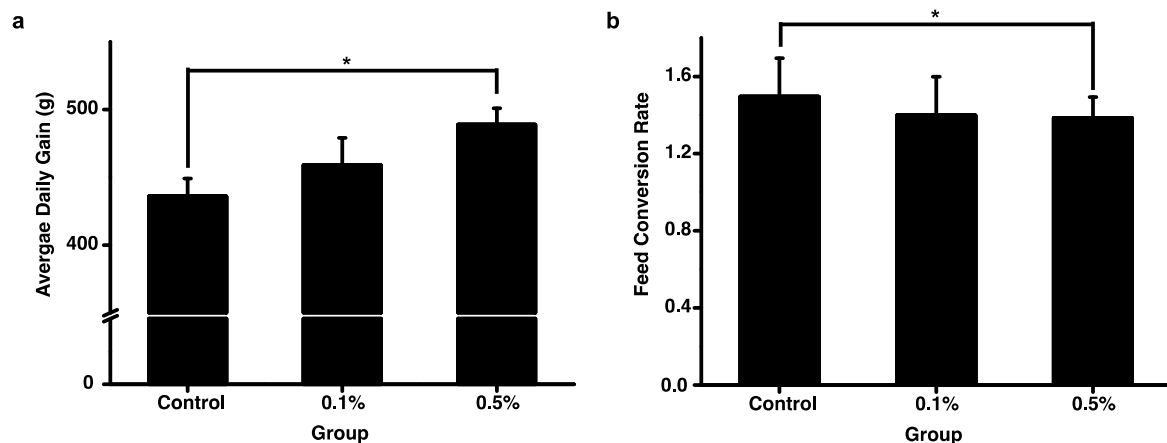 a
Avergae Daily Gain (g)
500
400
0
*
Control
0.1%
0.5%
Group
b
Feed Conversion Rate
1.6
1.2
0.8
0.4
0.0
*
Control
0.1%
0.5%
Group